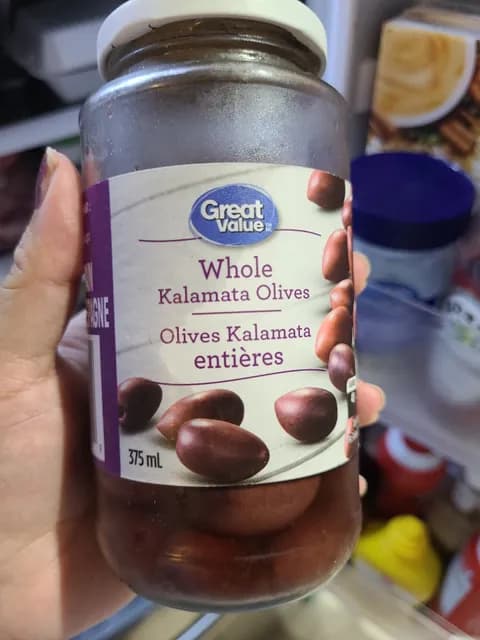 Great
Value
Whole
Kalamata Olives
Olives Kalamata
entières
375 mL